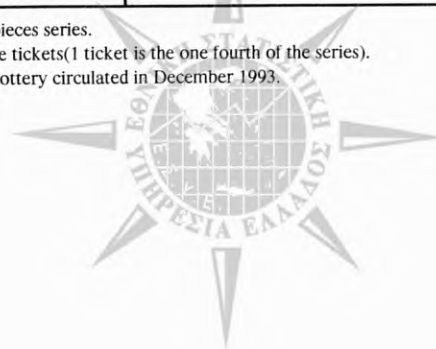 ieces series.
e tickets(1 ticket is the one fourth of the series).
ottery circulated in December 1993.
ΕΘΝΙΚΗ ΣΤΑΤΙΣΤΙΚΗ
ΥΠΗΡΕΣΙΑ ΕΛΛΑΔΟΣ